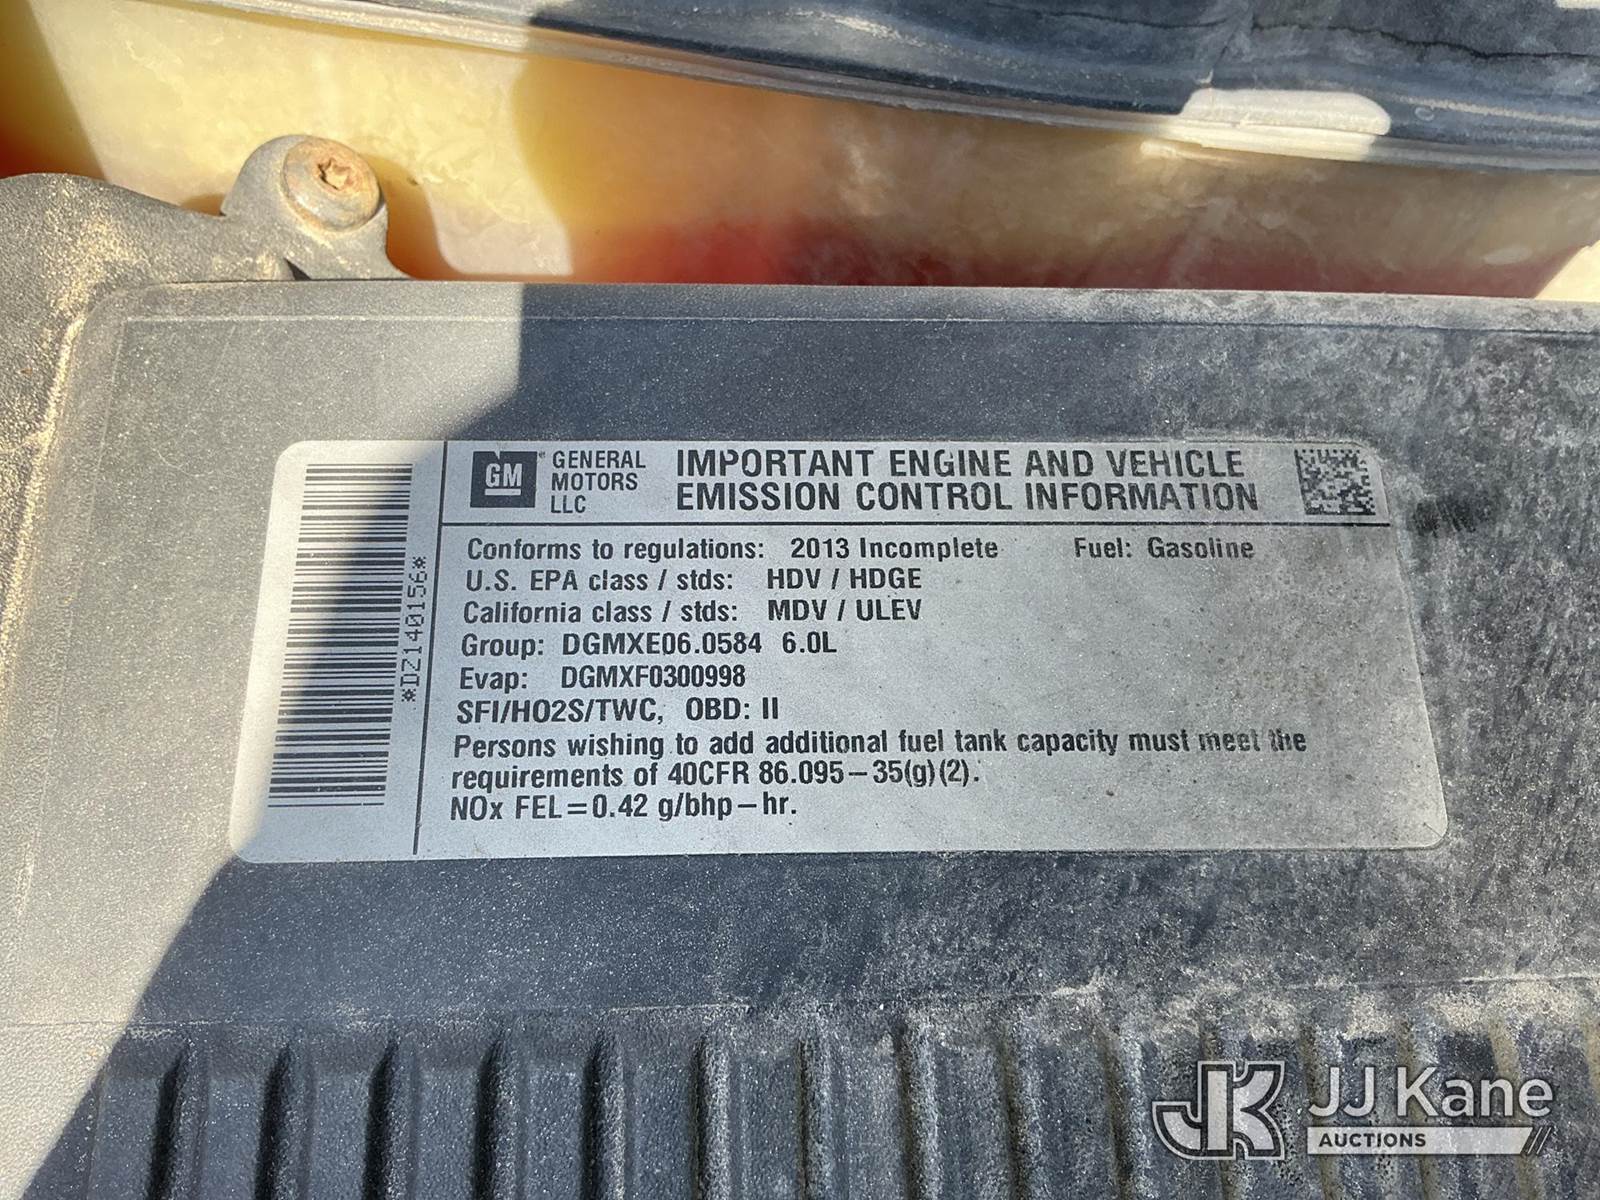 GM
GENERAL
MOTORS
LLC
IMPORTANT ENGINE AND VEHICLE
EMISSION CONTROL INFORMATION
Conforms to regulations: 2013 Incomplete Fuel: Gasoline
U.S. EPA class / stds: HDV / HDGE
California class / stds: MDV / ULEV
Group: DGMXE06.0584 6.0L
Evap: DGMXF0300998
SFI/HO2S/TWC, OBD: II
Persons wishing to add additional fuel tank capacity must meet the
requirements of 40CFR 86.095–35(g)(2).
NOx FEL=0.42 g/bhp–hr.
*DZ140156*
JK JJ Kane
AUCTIONS